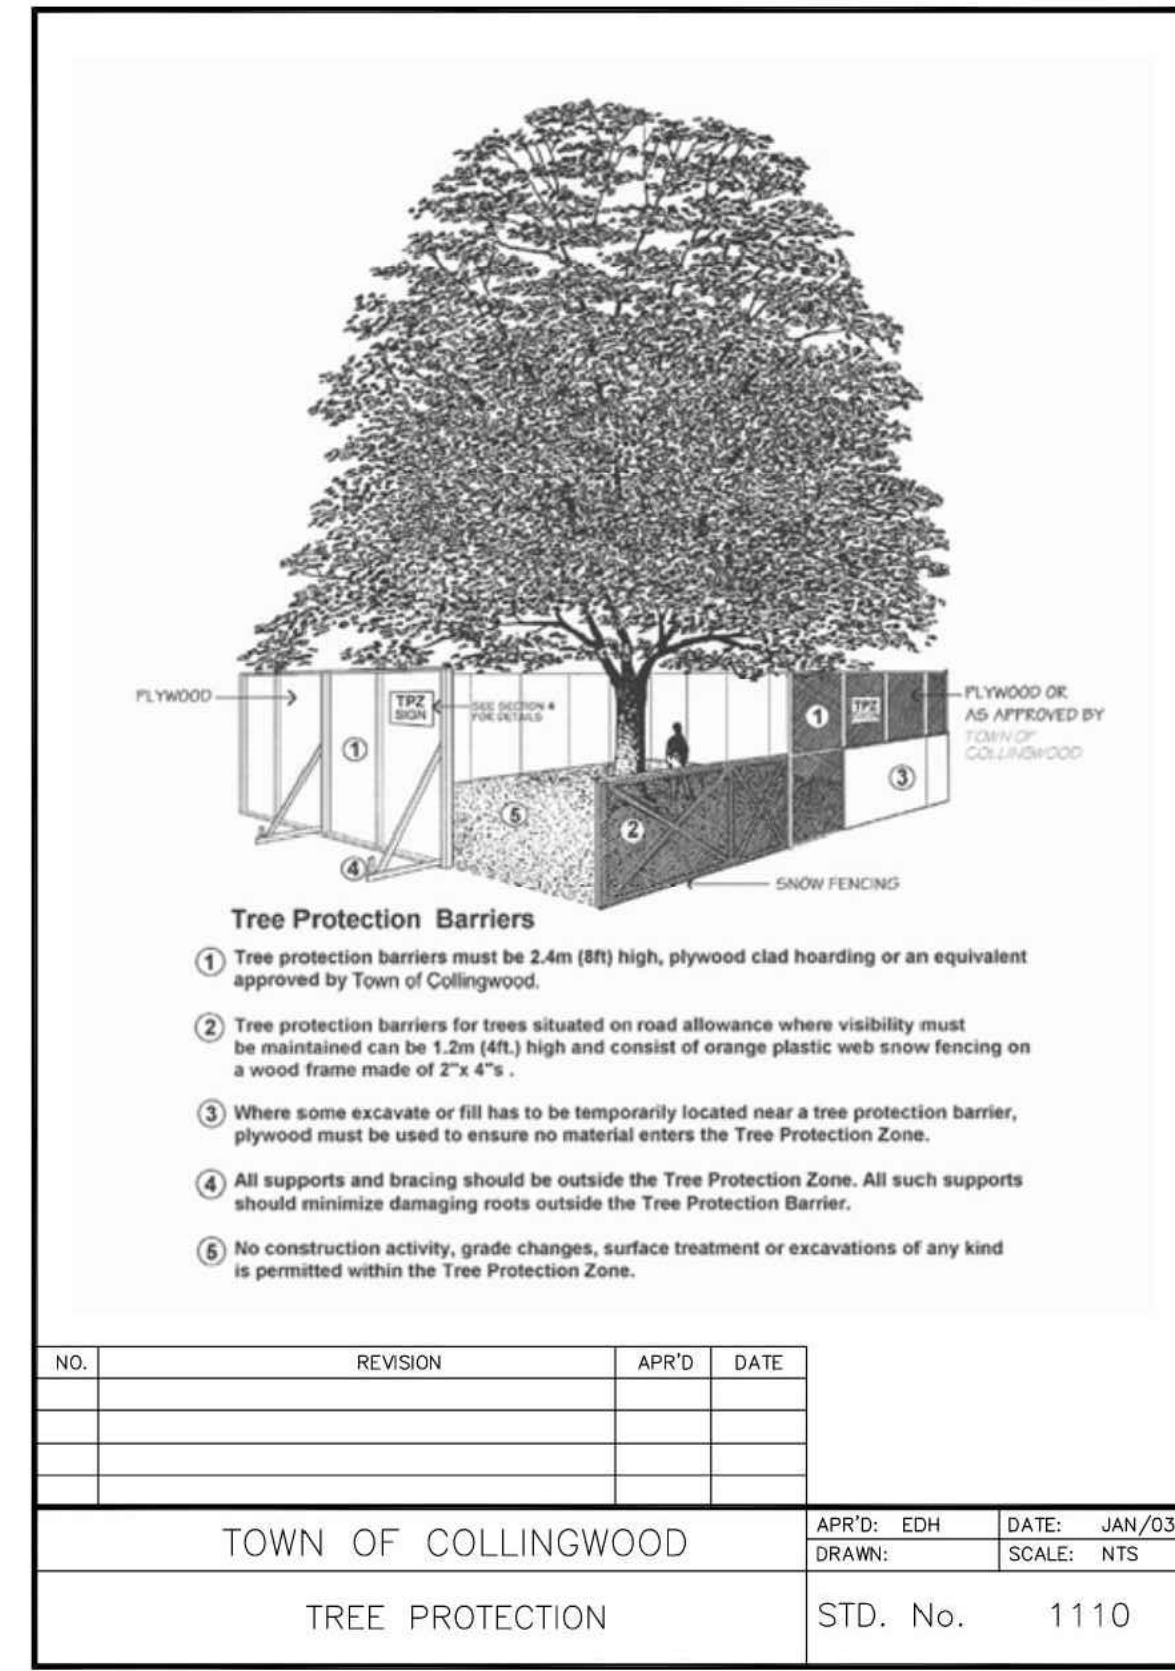 PLYWOOD
TPZ
SIGN
SEE SECTION 4
FOR DETAILS
1
1
TPZ
PLYWOOD OR
AS APPROVED BY
TOWN OF
COLLINGWOOD
3
5
2
4
SNOW FENCING
Tree Protection Barriers
1 Tree protection barriers must be 2.4m (8ft) high, plywood clad hoarding or an equivalent
approved by Town of Collingwood.
2 Tree protection barriers for trees situated on road allowance where visibility must
be maintained can be 1.2m (4ft.) high and consist of orange plastic web snow fencing on
a wood frame made of 2"x 4"s .
3 Where some excavate or fill has to be temporarily located near a tree protection barrier,
plywood must be used to ensure no material enters the Tree Protection Zone.
4 All supports and bracing should be outside the Tree Protection Zone. All such supports
should minimize damaging roots outside the Tree Protection Barrier.
5 No construction activity, grade changes, surface treatment or excavations of any kind
is permitted within the Tree Protection Zone.
NO. REVISION APR'D DATE
TOWN OF COLLINGWOOD
APR'D: EDH DATE: JAN/03
DRAWN: SCALE: NTS
TREE PROTECTION
STD. No. 1110